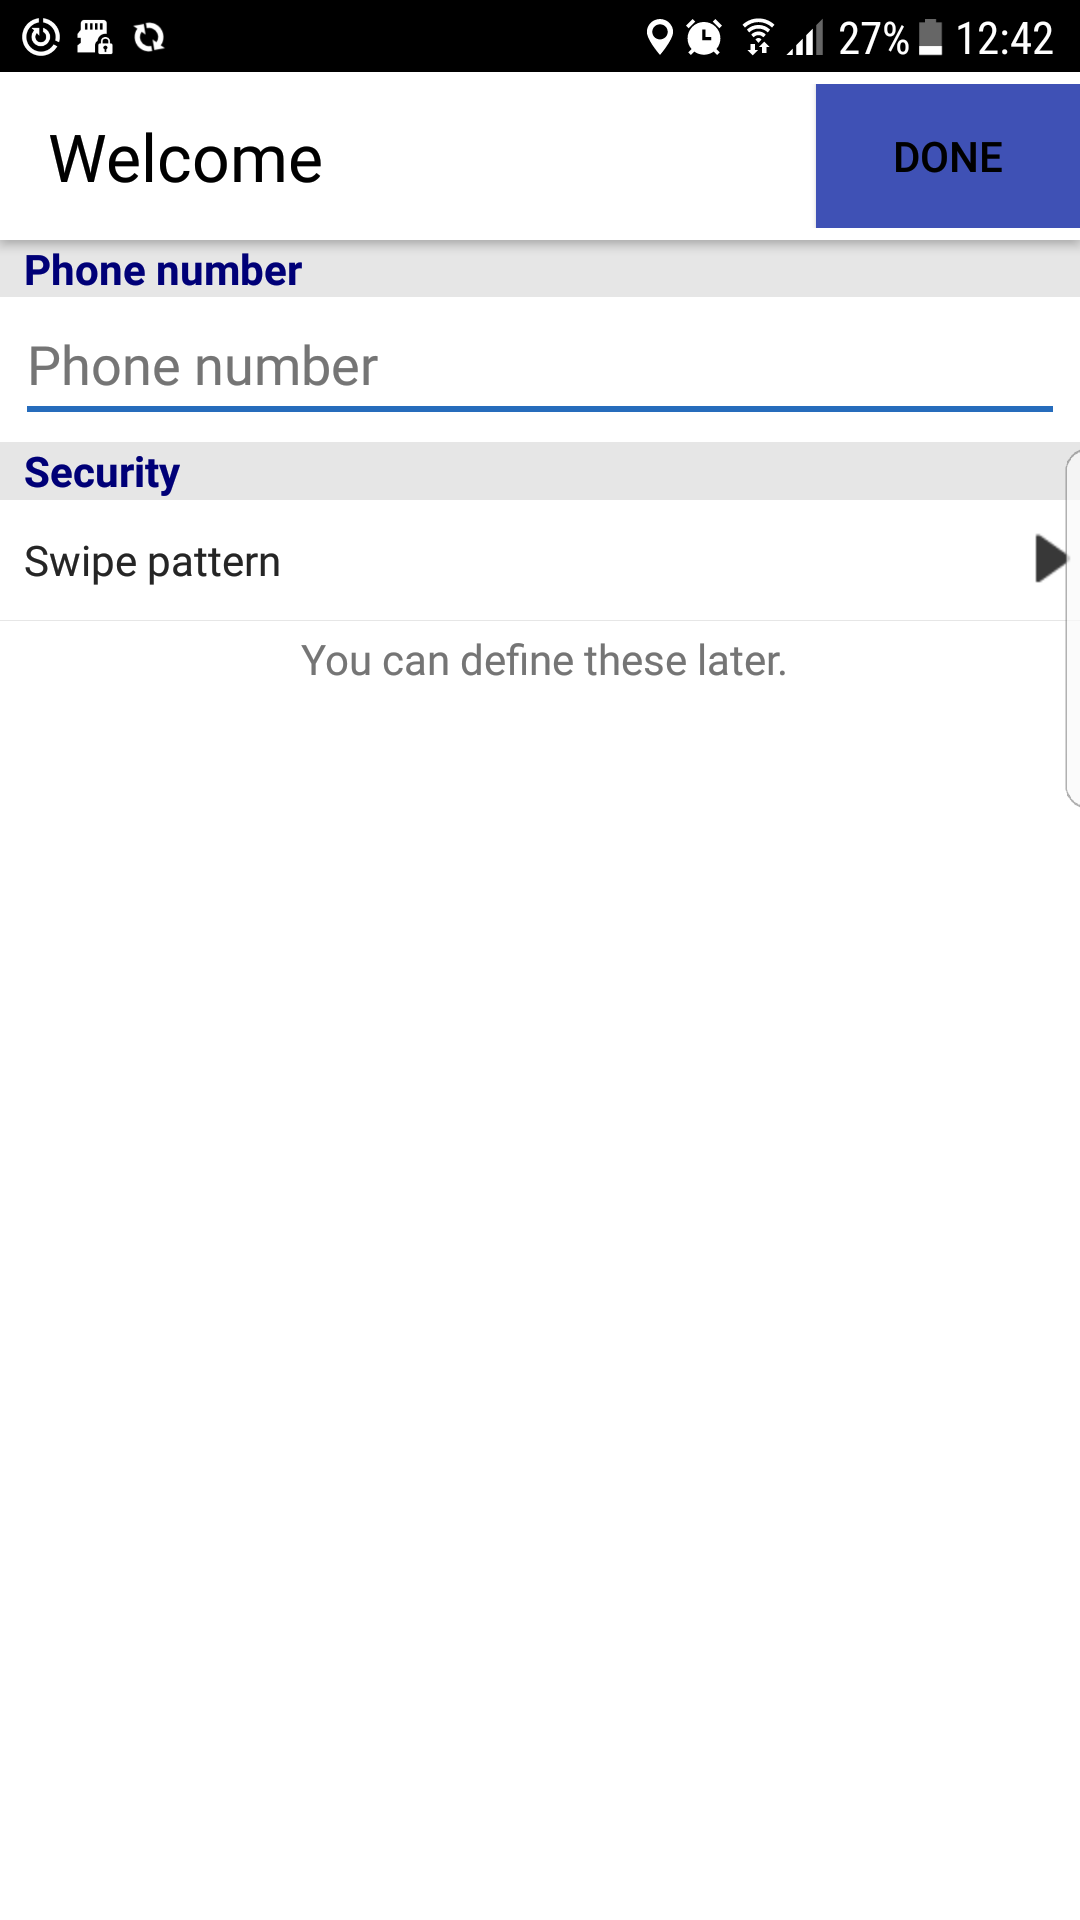 27% 12:42
Welcome
DONE
Phone number
Phone number
Security
Swipe pattern
You can define these later.